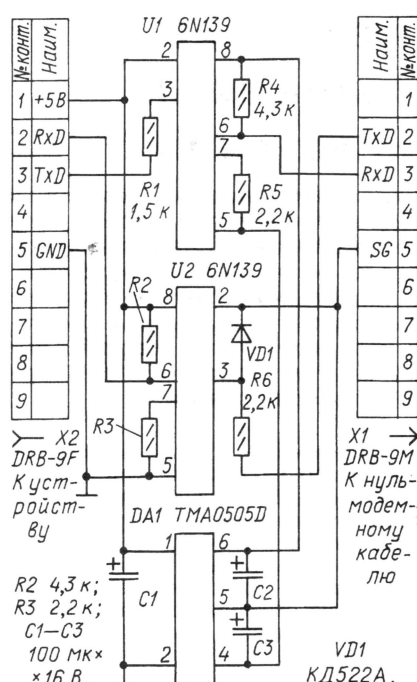 U1 6N139
№конт.
Наим.
1 +5В
2 RxD
3 TxD
4
5 GND
6
7
8
9
X2
DRB-9F
К уст-
ройст-
ву
2
3
8
6
7
5
R1
1,5 к
R4
4,3 к
R5
2,2 к
U2 6N139
R2
R3
8
6
7
5
2
3
VD1
R6
2,2 к
DA1 TMA0505D
1
2
6
5
4
C1
C2
C3
+
+
+
R2 4,3 к;
R3 2,2 к;
C1—C3
100 мк×
×16 В
Наим.
№конт.
1
TxD 2
RxD 3
4
SG 5
6
7
8
9
X1
DRB-9M
К нуль-
модем-
ному
кабе-
лю
VD1
КД522А.